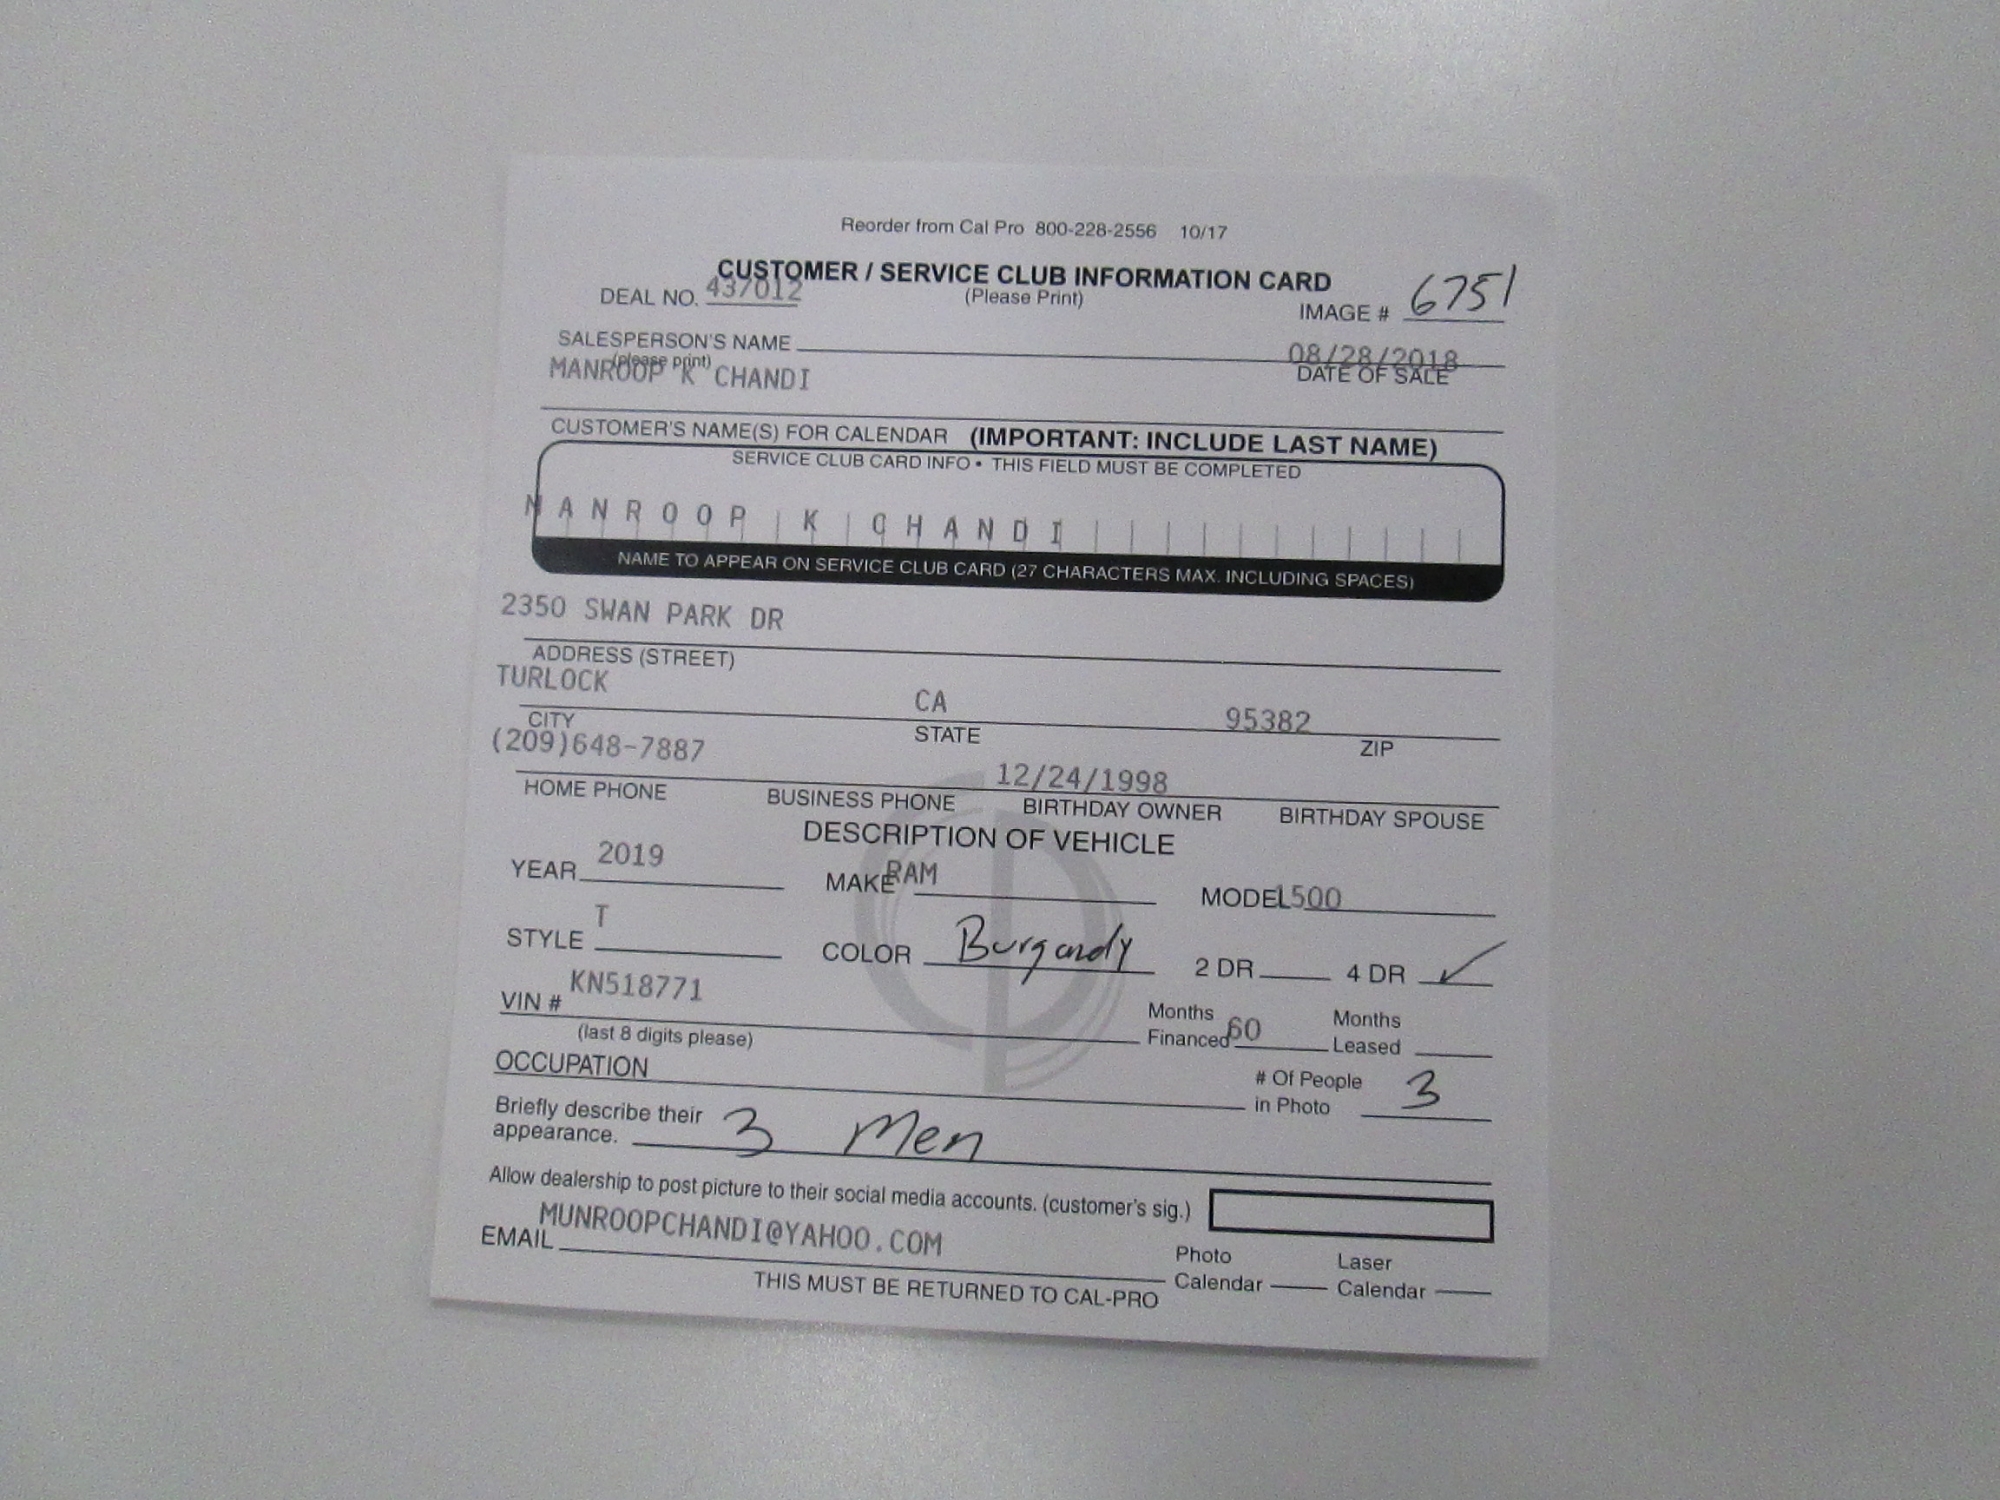 Reorder from Cal Pro 800-228-2556 10/17
CUSTOMER / SERVICE CLUB INFORMATION CARD
DEAL NO. 437012 (Please Print) IMAGE # 6751
SALESPERSON'S NAME 08/28/2018
(please print) DATE OF SALE
MANROOP K CHANDI
CUSTOMER'S NAME(S) FOR CALENDAR (IMPORTANT: INCLUDE LAST NAME)
SERVICE CLUB CARD INFO • THIS FIELD MUST BE COMPLETED
MANROOP K CHANDI
NAME TO APPEAR ON SERVICE CLUB CARD (27 CHARACTERS MAX. INCLUDING SPACES)
2350 SWAN PARK DR
ADDRESS (STREET)
TURLOCK CA 95382
CITY STATE ZIP
(209)648-7887 12/24/1998
HOME PHONE BUSINESS PHONE BIRTHDAY OWNER BIRTHDAY SPOUSE
DESCRIPTION OF VEHICLE
YEAR 2019 MAKE RAM MODEL 1500
STYLE T COLOR Burgandy 2 DR 4 DR ✓
VIN # KN518771 Months Financed 60 Months Leased
(last 8 digits please)
OCCUPATION # Of People in Photo 3
Briefly describe their appearance. 3 Men
Allow dealership to post picture to their social media accounts. (customer's sig.)
EMAIL MUNROOPCHANDI@YAHOO.COM Photo Calendar Laser Calendar
THIS MUST BE RETURNED TO CAL-PRO